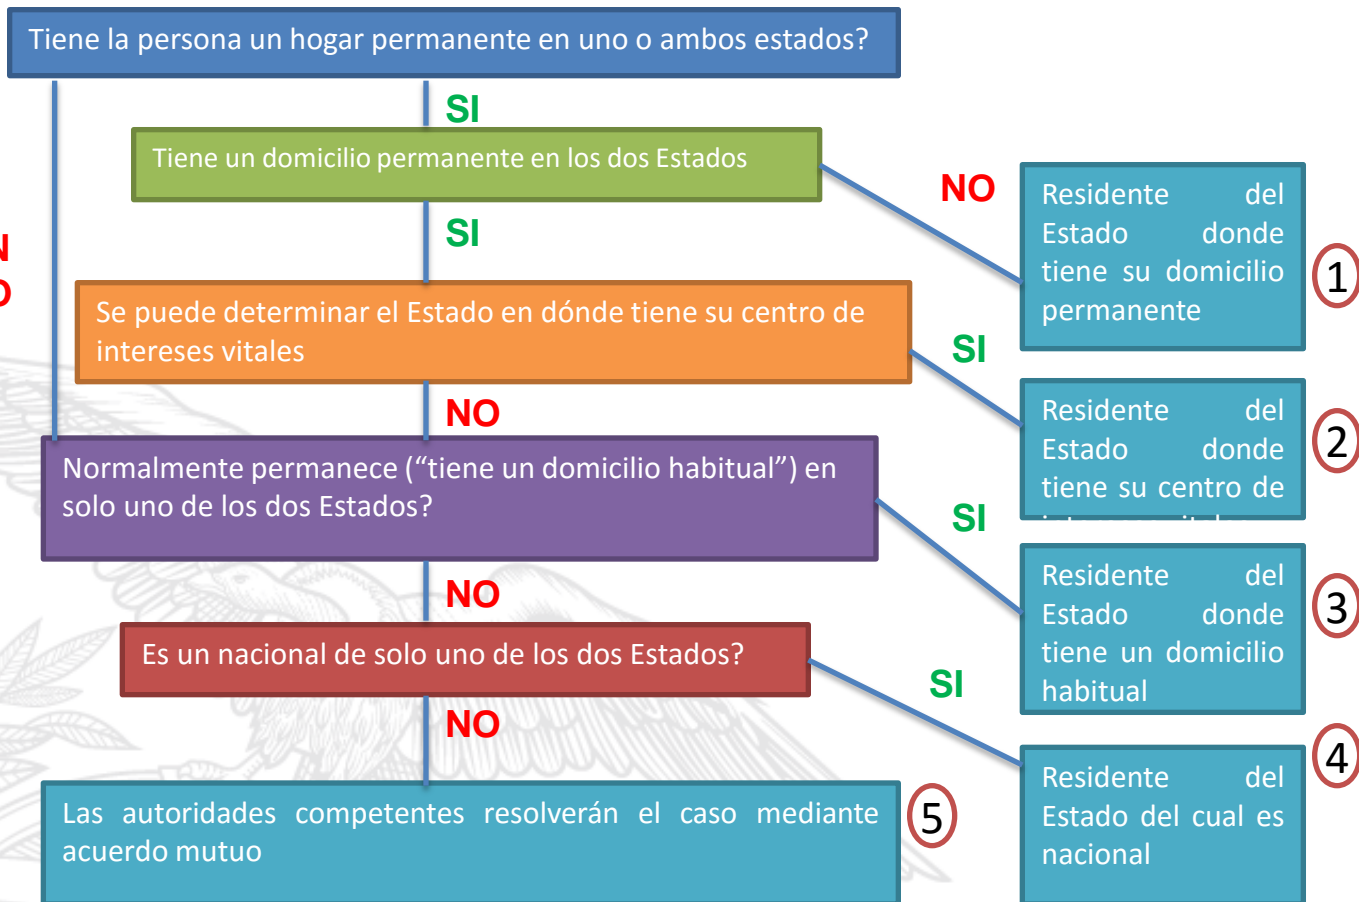 Tiene la persona un hogar permanente en uno o ambos estados?
SI
Tiene un domicilio permanente en los dos Estados
NO
Residente del
Estado donde
tiene su domicilio
permanente
1
SI
N
O
Se puede determinar el Estado en dónde tiene su centro de
intereses vitales
SI
Residente del
Estado donde
tiene su centro de
2
NO
Normalmente permanece (“tiene un domicilio habitual”) en
solo uno de los dos Estados?
SI
Residente del
Estado donde
tiene un domicilio
habitual
3
NO
Es un nacional de solo uno de los dos Estados?
SI
Residente del
Estado del cual es
nacional
4
NO
Las autoridades competentes resolverán el caso mediante
acuerdo mutuo
5